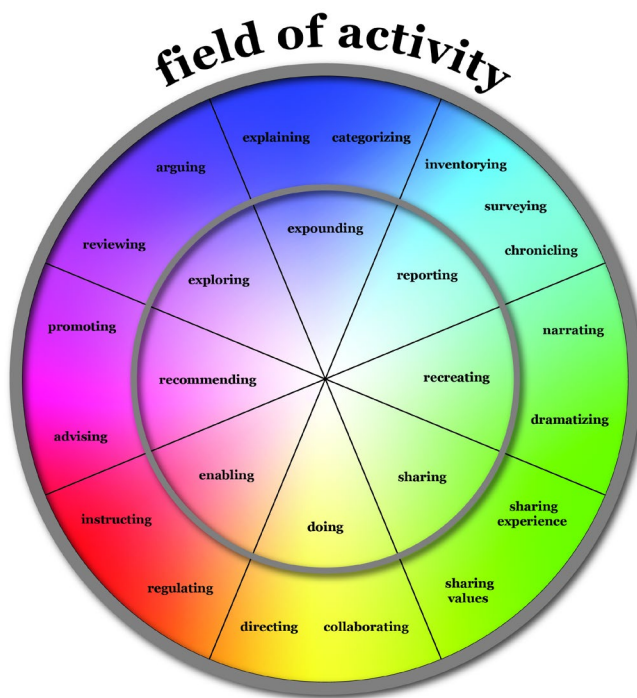 field of activity
explaining
categorizing
arguing
inventorying
surveying
reviewing
chronicling
expounding
exploring
reporting
promoting
narrating
recommending
recreating
advising
dramatizing
enabling
sharing
instructing
sharing
experience
doing
regulating
sharing
values
directing
collaborating